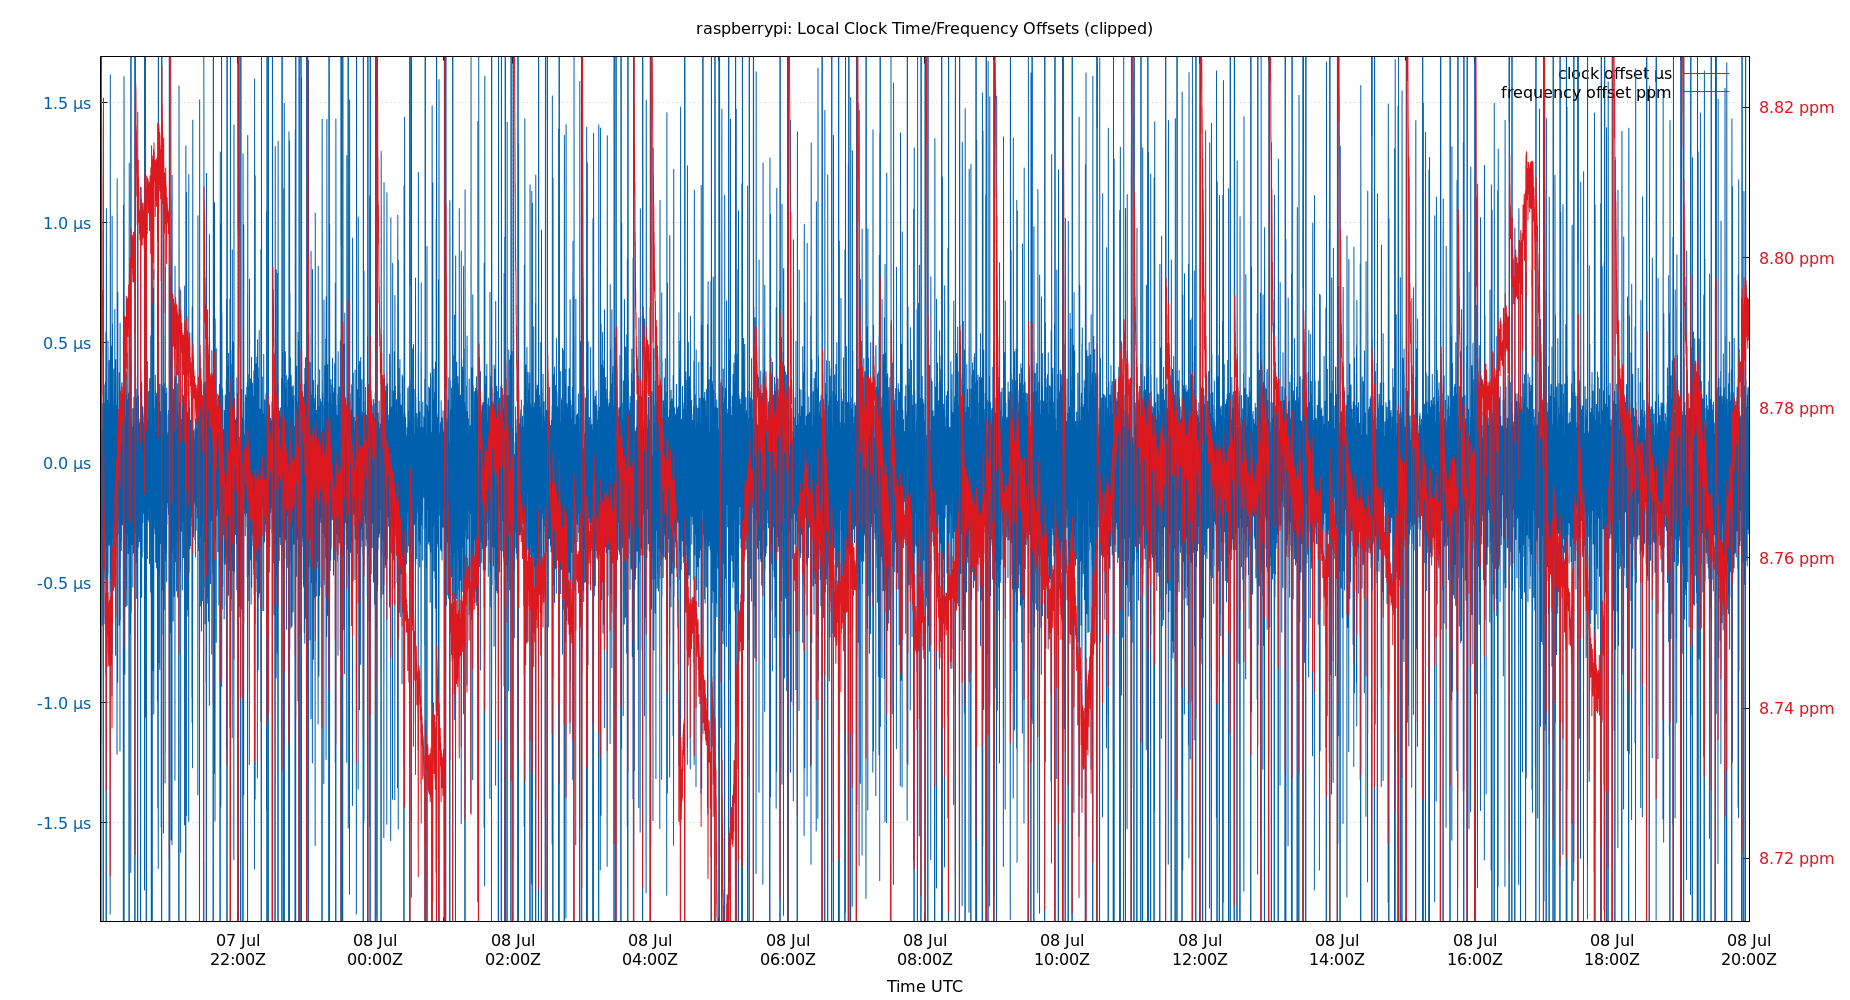 raspberrypi: Local Clock Time/Frequency Offsets (clipped)
clock offset µs
frequency offset ppm
1.5 µs
1.0 µs
0.5 µs
0.0 µs
-0.5 µs
-1.0 µs
-1.5 µs
8.82 ppm
8.80 ppm
8.78 ppm
8.76 ppm
8.74 ppm
8.72 ppm
07 Jul 08 Jul 08 Jul 08 Jul 08 Jul 08 Jul 08 Jul 08 Jul 08 Jul 08 Jul 08 Jul 08 Jul
22:00Z 00:00Z 02:00Z 04:00Z 06:00Z 08:00Z 10:00Z 12:00Z 14:00Z 16:00Z 18:00Z 20:00Z
Time UTC